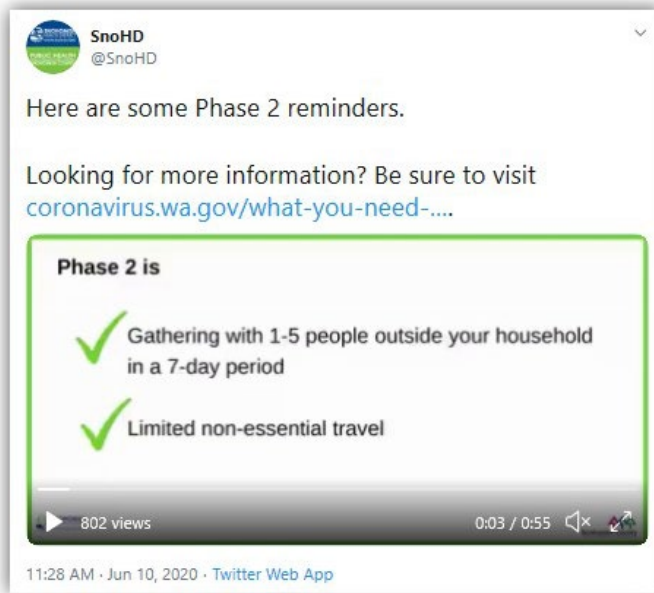 SnoHD
@SnoHD
Here are some Phase 2 reminders.
Looking for more information? Be sure to visit
coronavirus.wa.gov/what-you-need-....
Phase 2 is
Gathering with 1-5 people outside your household
in a 7-day period
Limited non-essential travel
802 views
0:03 / 0:55
11:28 AM · Jun 10, 2020 · Twitter Web App